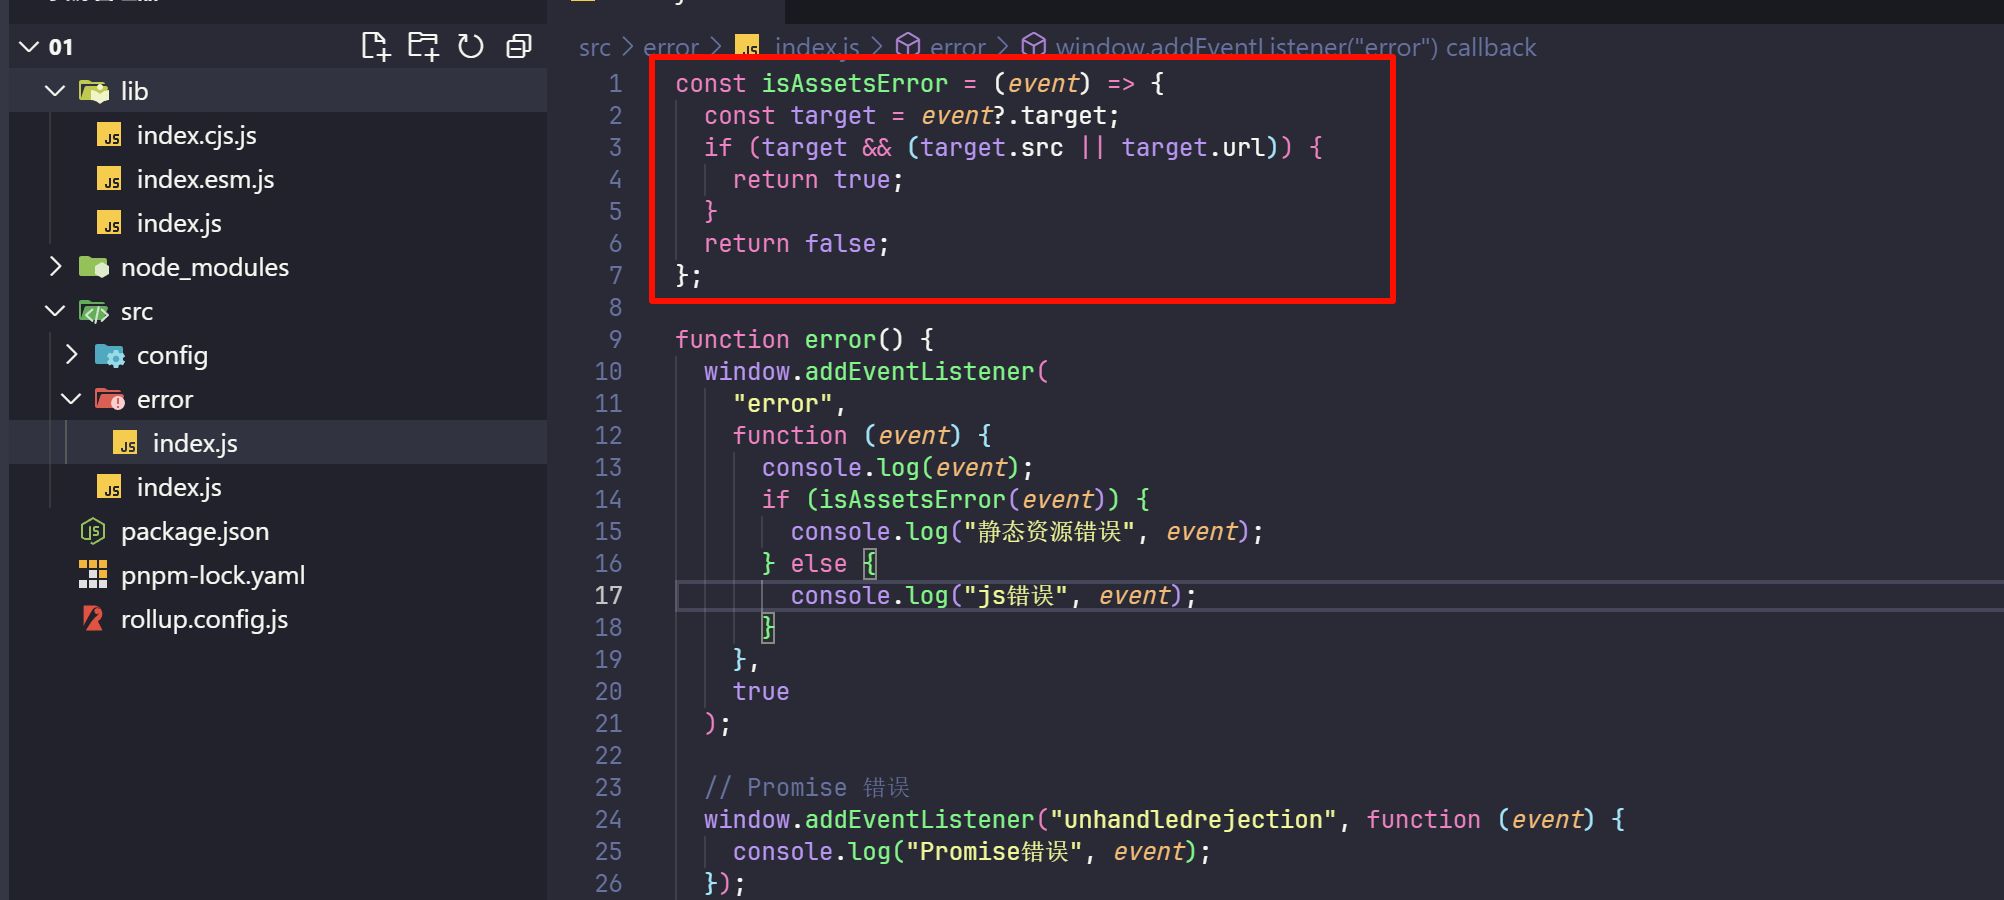 01
lib
index.cjs.js
index.esm.js
index.js
node_modules
src
config
error
index.js
index.js
package.json
pnpm-lock.yaml
rollup.config.js
src > error > JS index.js > error > window.addEventListener("error") callback
1 const isAssetsError = (event) => {
2 const target = event?.target;
3 if (target && (target.src || target.url)) {
4 return true;
5 }
6 return false;
7 };
8
9 function error() {
10 window.addEventListener(
11 "error",
12 function (event) {
13 console.log(event);
14 if (isAssetsError(event)) {
15 console.log("静态资源错误", event);
16 } else {
17 console.log("js错误", event);
18 }
19 },
20 true
21 );
22
23 // Promise 错误
24 window.addEventListener("unhandledrejection", function (event) {
25 console.log("Promise错误", event);
26 });